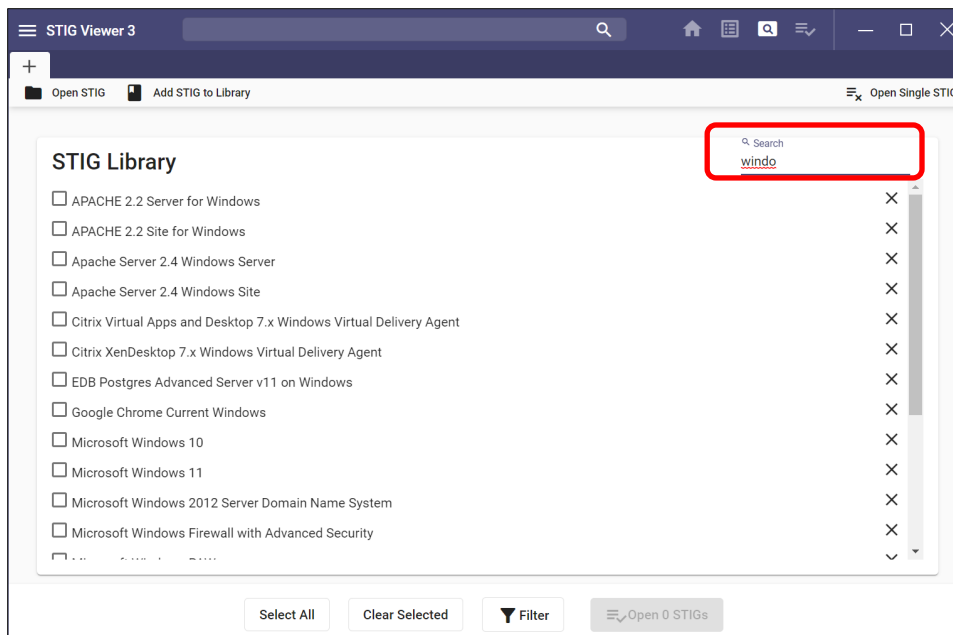 STIG Viewer 3
Open STIG Add STIG to Library Open Single STIG
STIG Library
Search
windo
APACHE 2.2 Server for Windows
APACHE 2.2 Site for Windows
Apache Server 2.4 Windows Server
Apache Server 2.4 Windows Site
Citrix Virtual Apps and Desktop 7.x Windows Virtual Delivery Agent
Citrix XenDesktop 7.x Windows Virtual Delivery Agent
EDB Postgres Advanced Server v11 on Windows
Google Chrome Current Windows
Microsoft Windows 10
Microsoft Windows 11
Microsoft Windows 2012 Server Domain Name System
Microsoft Windows Firewall with Advanced Security
Select All Clear Selected Filter Open 0 STIGs